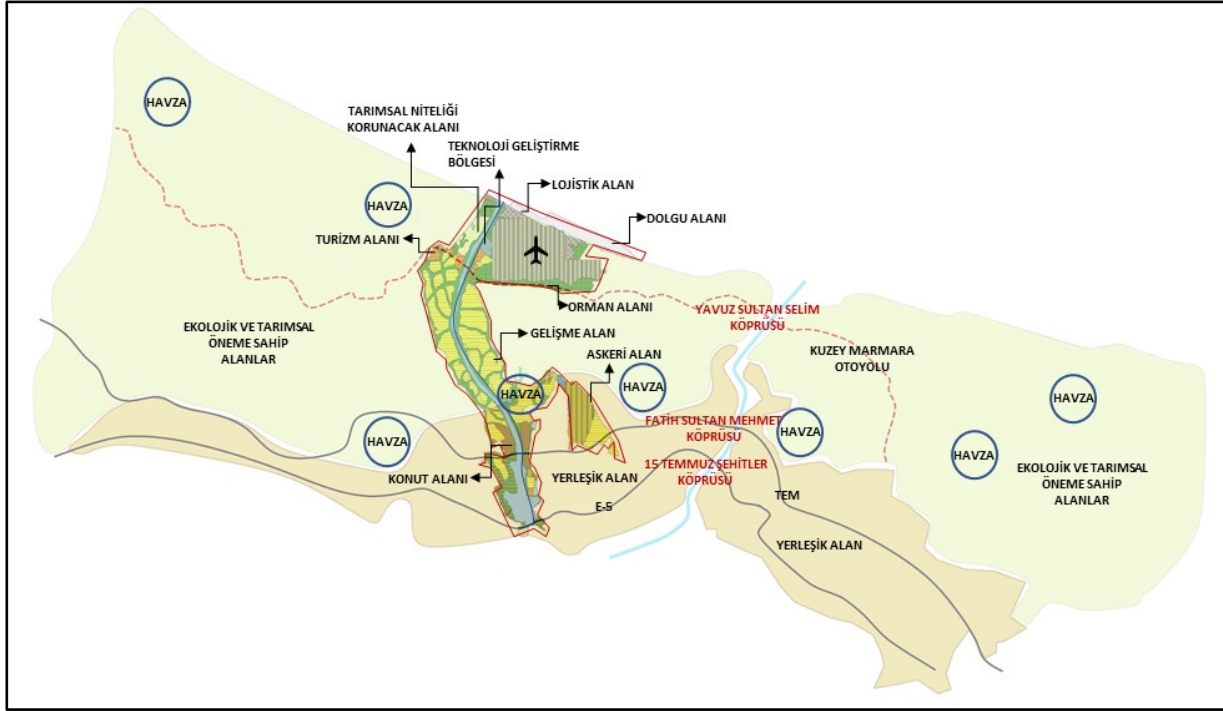 HAVZA
TARIMSAL NİTELİĞİ
KORUNACAK ALANI
TEKNOLOJİ GELİŞTİRME
BÖLGESİ
LOJİSTİK ALAN
HAVZA
DOLGU ALANI
TURİZM ALANI
ORMAN ALANI
YAVUZ SULTAN SELİM
KÖPRÜSÜ
EKOLOJİK VE TARIMSAL
ÖNEME SAHİP
ALANLAR
GELİŞME ALAN
KUZEY MARMARA
OTOYOLU
ASKERİ ALAN
HAVZA
HAVZA
HAVZA
FATİH SULTAN MEHMET
KÖPRÜSÜ
HAVZA
HAVZA
HAVZA
15 TEMMUZ ŞEHİTLER
KÖPRÜSÜ
KONUT ALANI
YERLEŞİK ALAN
EKOLOJİK VE TARIMSAL
ÖNEME SAHİP
ALANLAR
TEM
E-5
YERLEŞİK ALAN